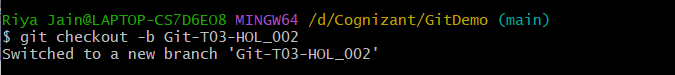 Riya Jain@LAPTOP-CS7D6EO8 MINGW64 /d/Cognizant/GitDemo (main)
$ git checkout -b Git-T03-HOL_002
Switched to a new branch 'Git-T03-HOL_002'